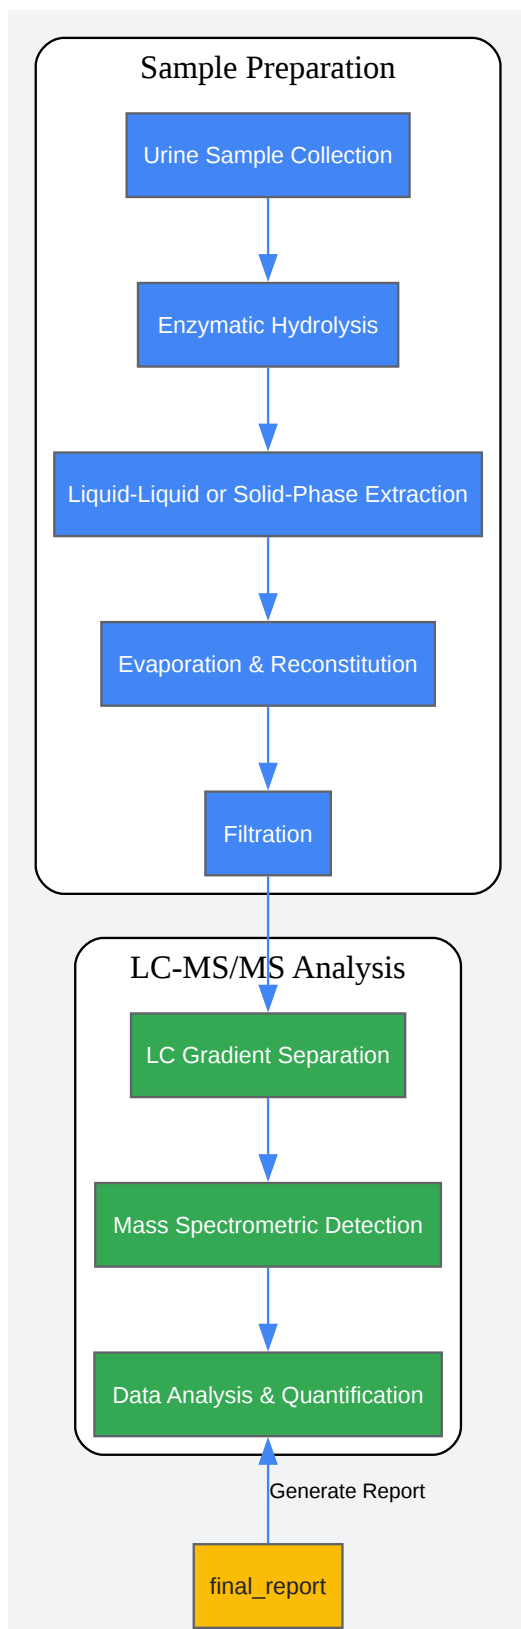 Sample Preparation
Urine Sample Collection
Enzymatic Hydrolysis
Liquid-Liquid or Solid-Phase Extraction
Evaporation & Reconstitution
Filtration
LC-MS/MS Analysis
LC Gradient Separation
Mass Spectrometric Detection
Data Analysis & Quantification
Generate Report
final_report